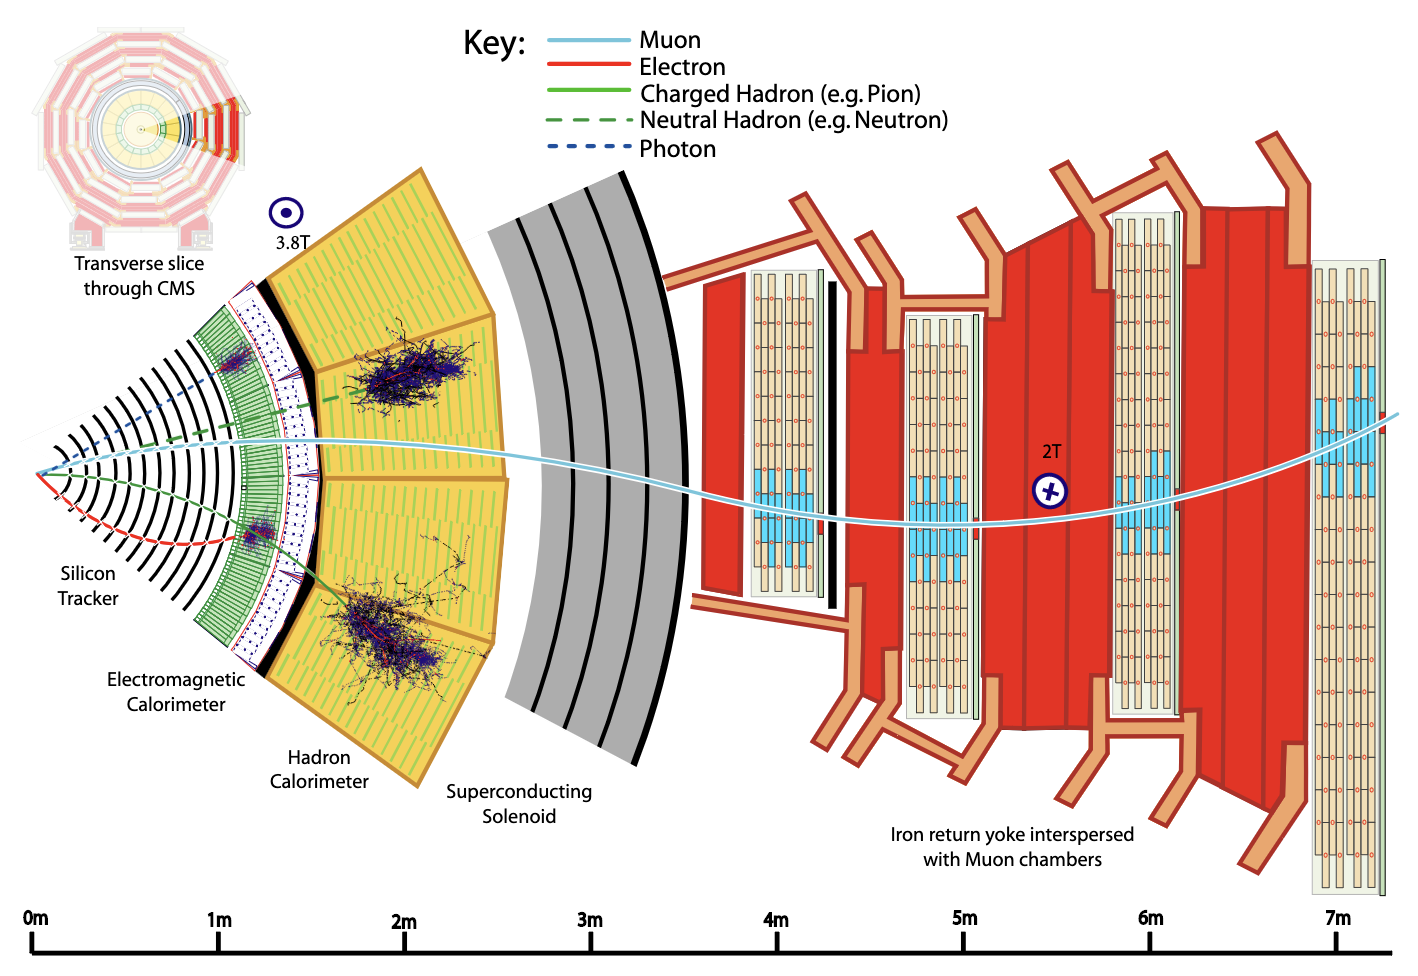 Key:
Muon
Electron
Charged Hadron (e.g. Pion)
Neutral Hadron (e.g. Neutron)
Photon
3.8T
Transverse slice
through CMS
2T
Silicon
Tracker
Electromagnetic
Calorimeter
Hadron
Calorimeter
Superconducting
Solenoid
Iron return yoke interspersed
with Muon chambers
0m 1m 2m 3m 4m 5m 6m 7m